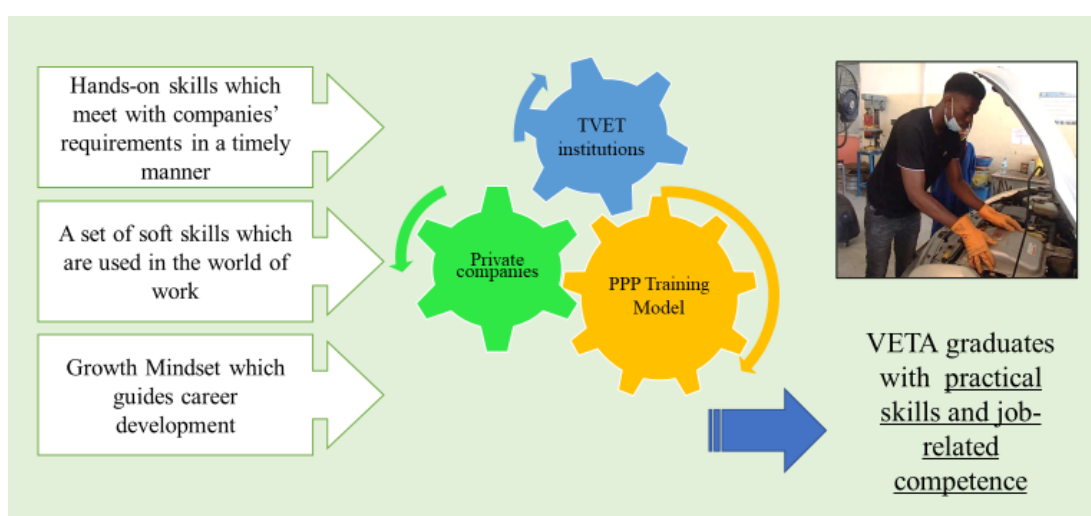 Hands-on skills which
meet with companies’
requirements in a timely
manner
A set of soft skills which
are used in the world of
work
Growth Mindset which
guides career
development
TVET
institutions
Private
companies
PPP Training
Model
VETA graduates
with practical
skills and job-
related
competence